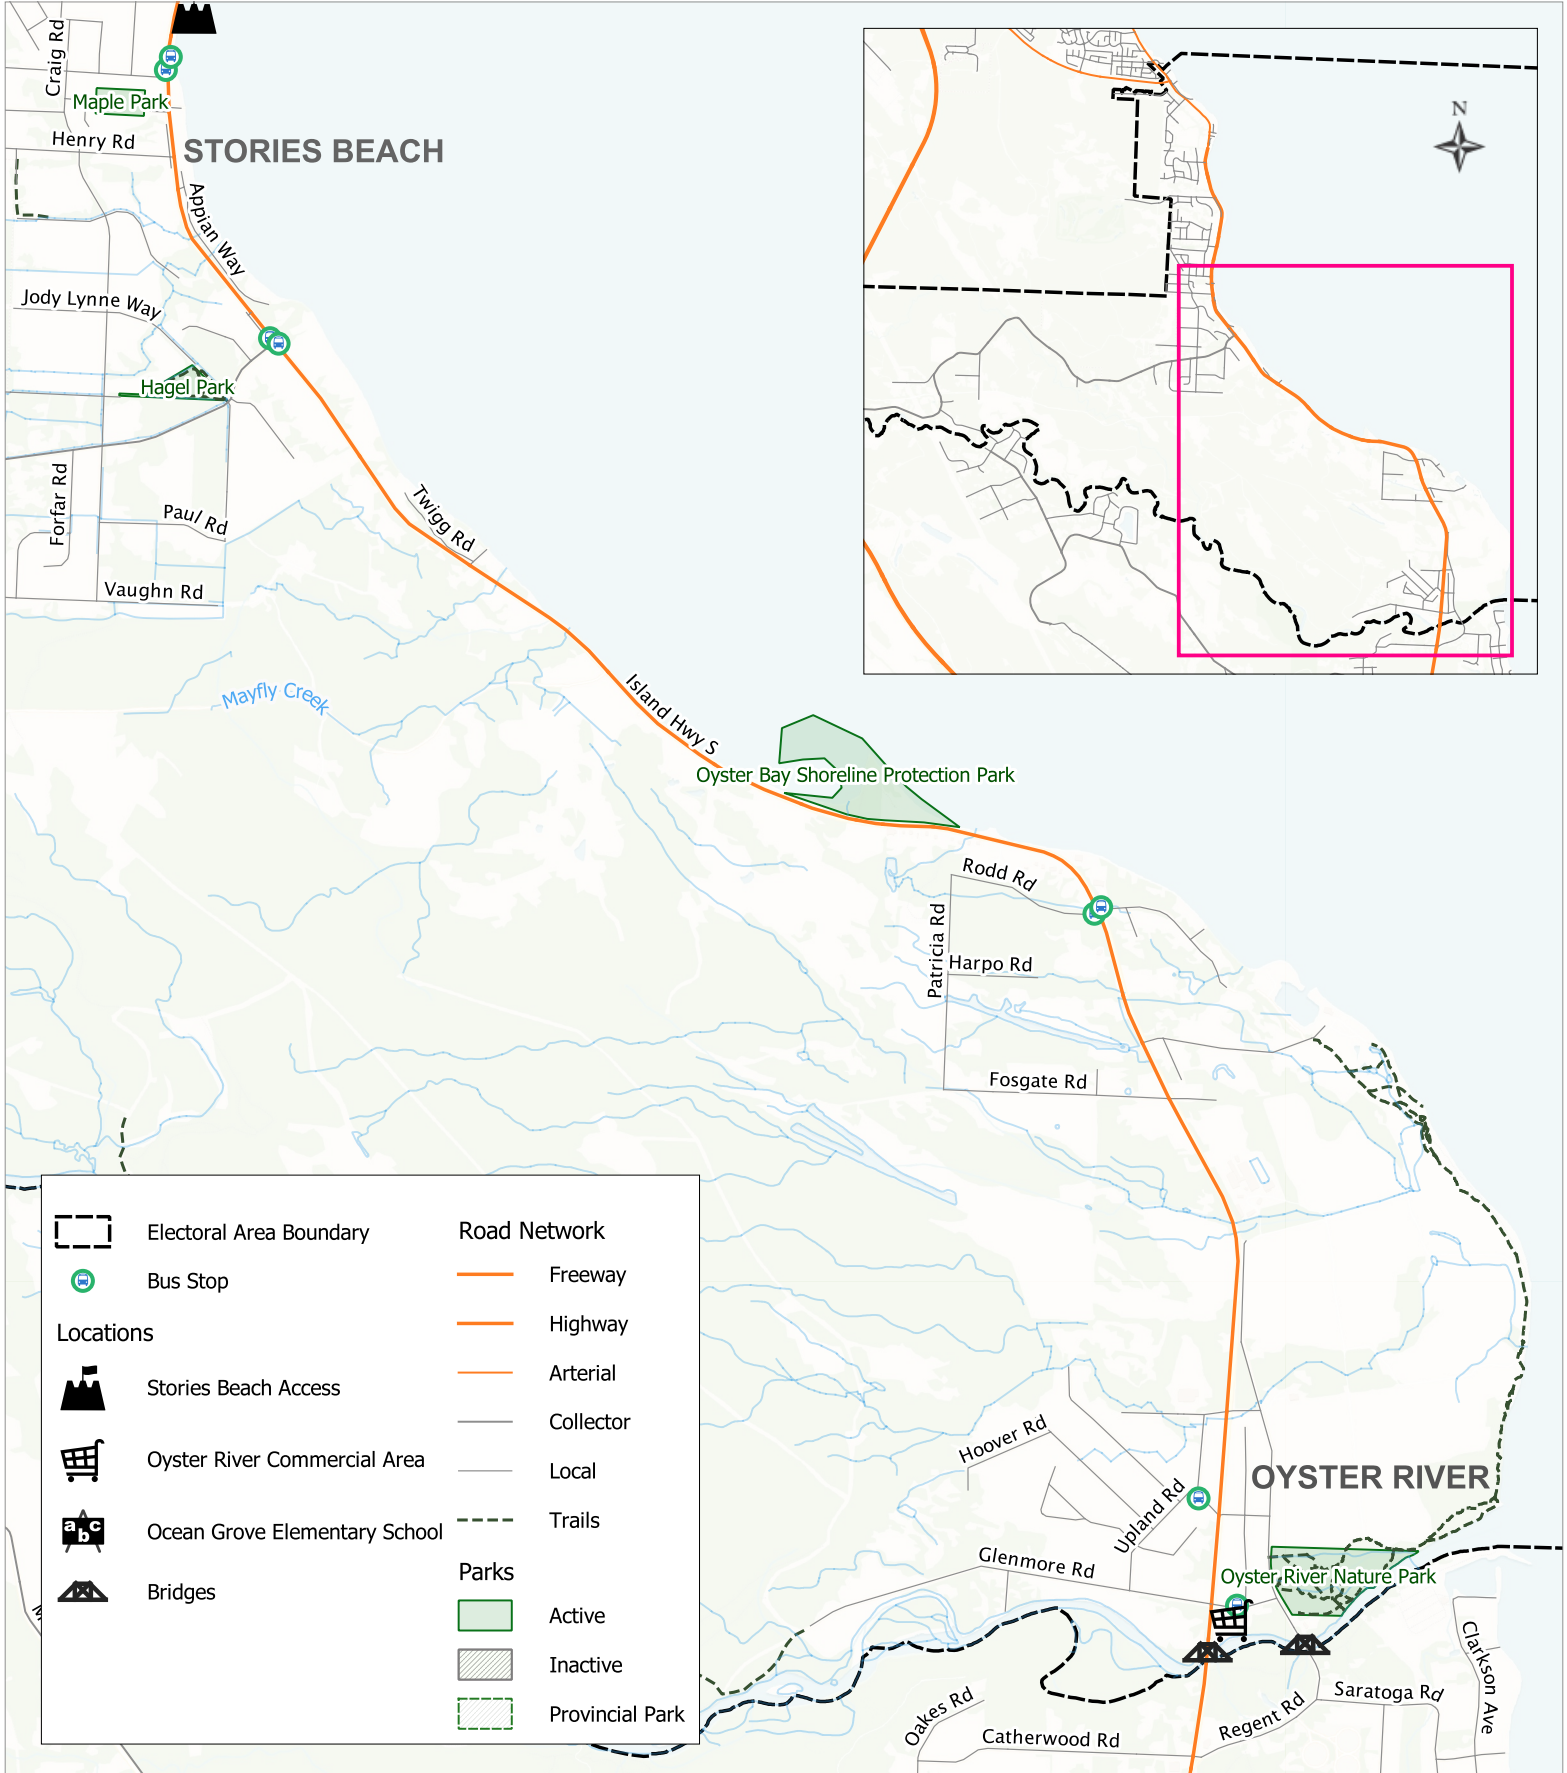 Craig Rd
Maple Park
Henry Rd
STORIES BEACH
N
Appian Way
Jody Lynne Way
Hagel Park
Forfar Rd
Paul Rd
Twigg Rd
Vaughn Rd
Mayfly Creek
Island Hwy S
Oyster Bay Shoreline Protection Park
Rodd Rd
Patricia Rd
Harpo Rd
Fosgate Rd
Electoral Area Boundary
Bus Stop
Locations
Stories Beach Access
Oyster River Commercial Area
abc
Ocean Grove Elementary School
Bridges
Road Network
Freeway
Highway
Arterial
Collector
Local
Trails
Parks
Active
Inactive
Provincial Park
Hoover Rd
Upland Rd
OYSTER RIVER
Glenmore Rd
Oyster River Nature Park
Clarkson Ave
Saratoga Rd
Regent Rd
Oakes Rd
Catherwood Rd